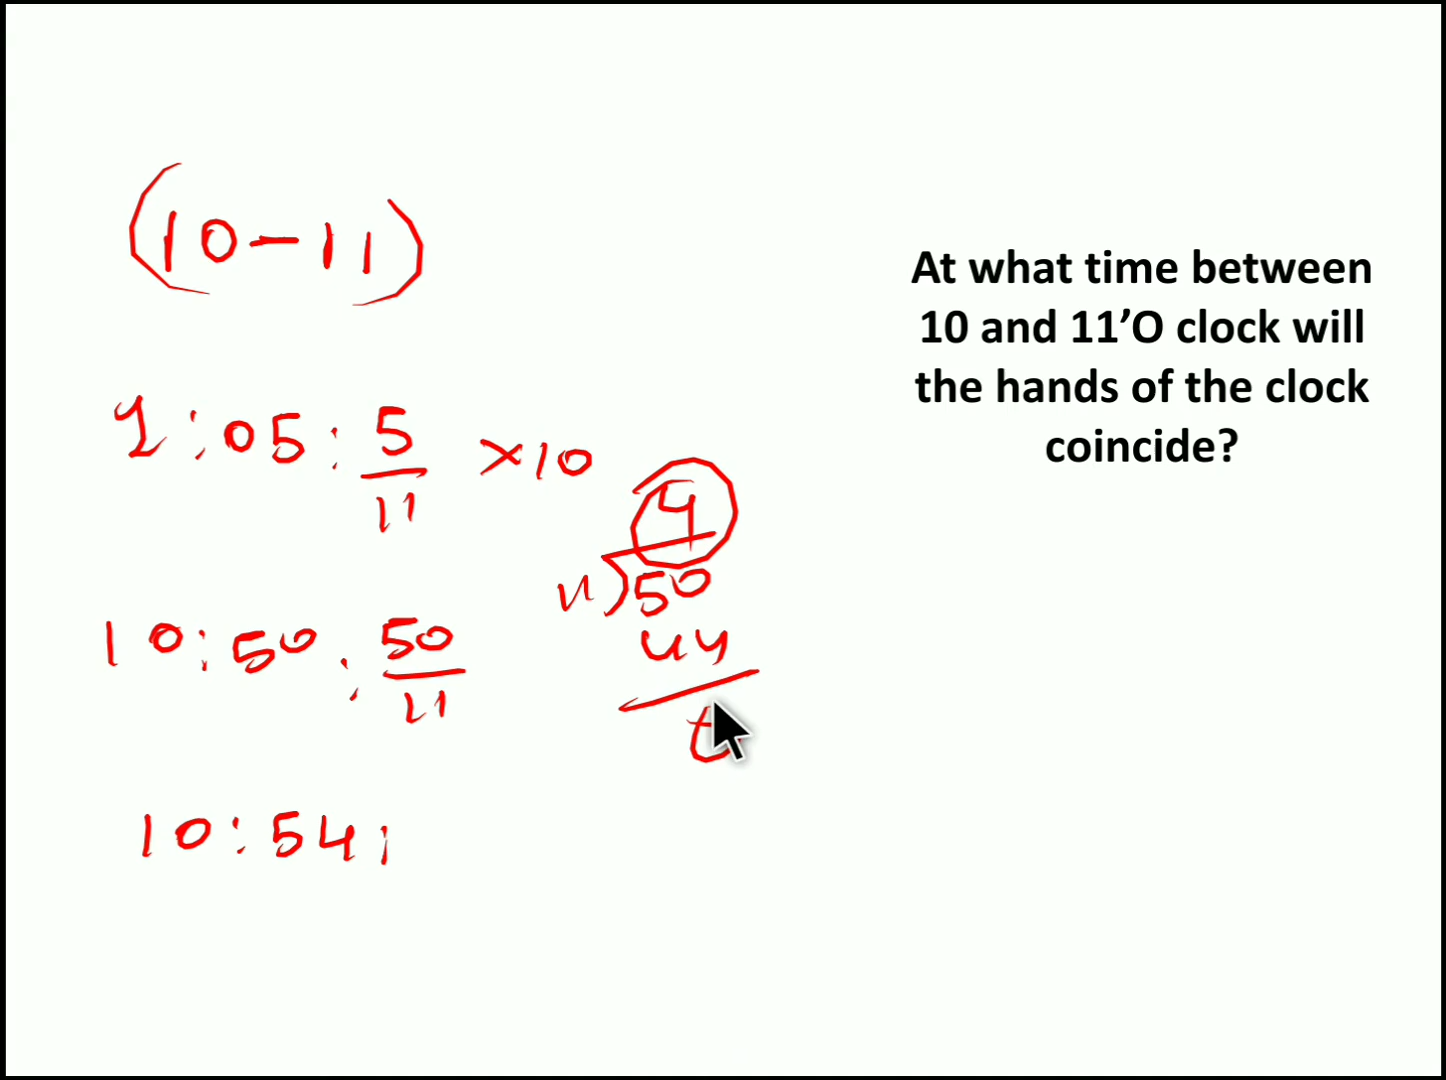 (10-11)
1:05:5/11 ×10
4
11)50
44
10:50:50/11
6
10:54:
At what time between
10 and 11’O clock will
the hands of the clock
coincide?